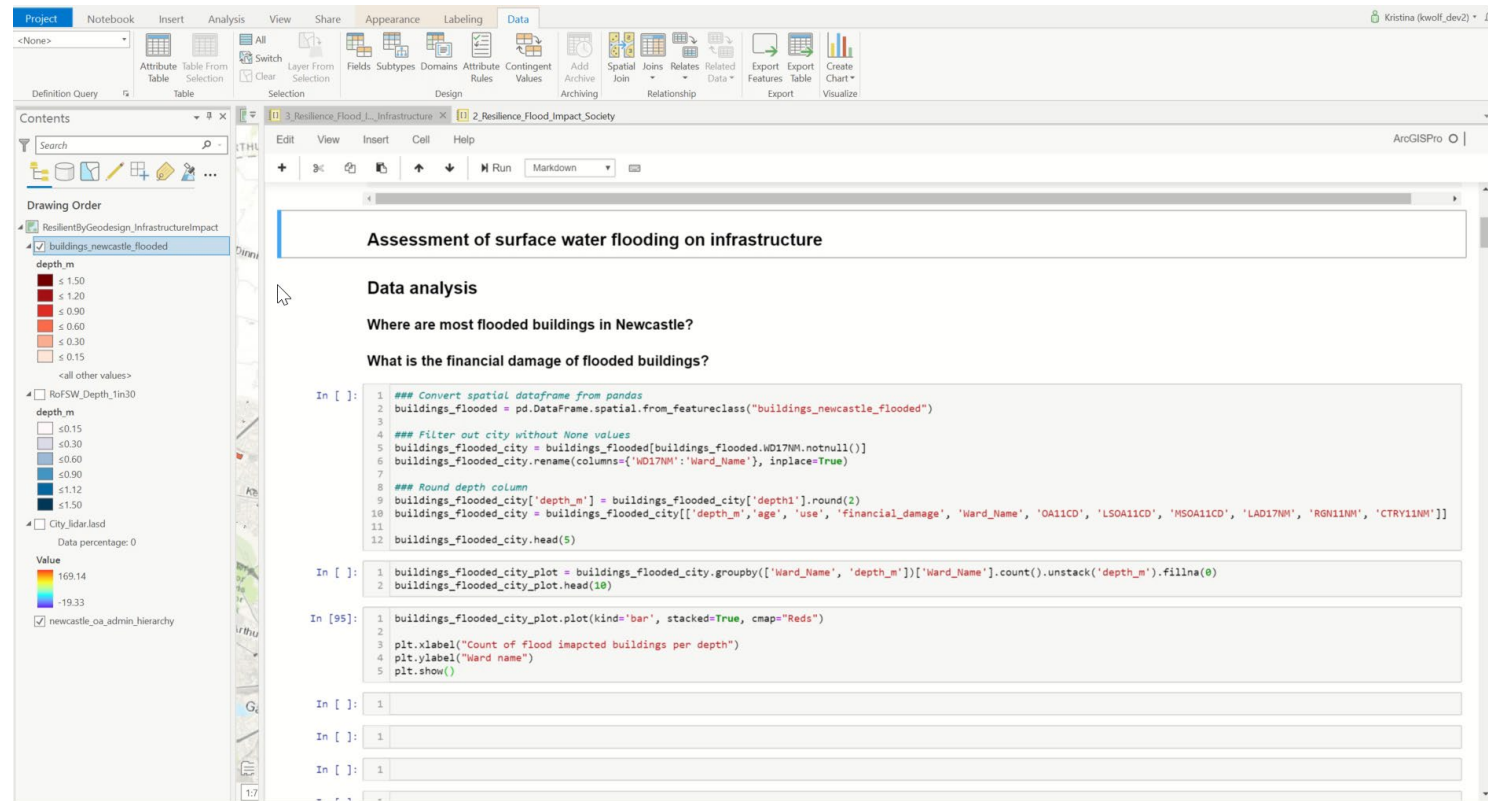 Project Notebook Insert Analysis View Share Appearance Labeling Data
Kristina (kwolf_dev2)
<None>
All
Switch
Clear
Attribute Table
Table From Selection
Layer From Selection
Fields Subtypes Domains Attribute Rules Contingent Values
Add Archive
Spatial Join Joins Relates Related Data
Export Features Export Table
Create Chart
Definition Query Table Selection Design Archiving Relationship Export Visualize
Contents
3_Resilience_Flood_I..._Infrastructure 2_Resilience_Flood_Impact_Society
Search
Edit View Insert Cell Help
ArcGISPro
Run Markdown
Drawing Order
ResilientByGeodesign_InfrastructureImpact
buildings_newcastle_flooded
depth_m
≤ 1.50
≤ 1.20
≤ 0.90
≤ 0.60
≤ 0.30
≤ 0.15
<all other values>
RoFSW_Depth_1in30
depth_m
≤0.15
≤0.30
≤0.60
≤0.90
≤1.12
≤1.50
City_lidar.lasd
Data percentage: 0
Value
169.14
-19.33
newcastle_oa_admin_hierarchy
1:7
Assessment of surface water flooding on infrastructure
Data analysis
Where are most flooded buildings in Newcastle?
What is the financial damage of flooded buildings?
In [ ]:
1 ### Convert spatial dataframe from pandas
2 buildings_flooded = pd.DataFrame.spatial.from_featureclass("buildings_newcastle_flooded")
3
4 ### Filter out city without None values
5 buildings_flooded_city = buildings_flooded[buildings_flooded.WD17NM.notnull()]
6 buildings_flooded_city.rename(columns={'WD17NM':'Ward_Name'}, inplace=True)
7
8 ### Round depth column
9 buildings_flooded_city['depth_m'] = buildings_flooded_city['depth1'].round(2)
10 buildings_flooded_city = buildings_flooded_city[['depth_m','age', 'use', 'financial_damage', 'Ward_Name', 'OA11CD', 'LSOA11CD', 'MSOA11CD', 'LAD17NM', 'RGN11NM', 'CTRY11NM']]
11
12 buildings_flooded_city.head(5)
In [ ]:
1 buildings_flooded_city_plot = buildings_flooded_city.groupby(['Ward_Name', 'depth_m'])['Ward_Name'].count().unstack('depth_m').fillna(0)
2 buildings_flooded_city_plot.head(10)
In [95]:
1 buildings_flooded_city_plot.plot(kind='bar', stacked=True, cmap="Reds")
2
3 plt.xlabel("Count of flood imapcted buildings per depth")
4 plt.ylabel("Ward name")
5 plt.show()
In [ ]: 1
In [ ]: 1
In [ ]: 1